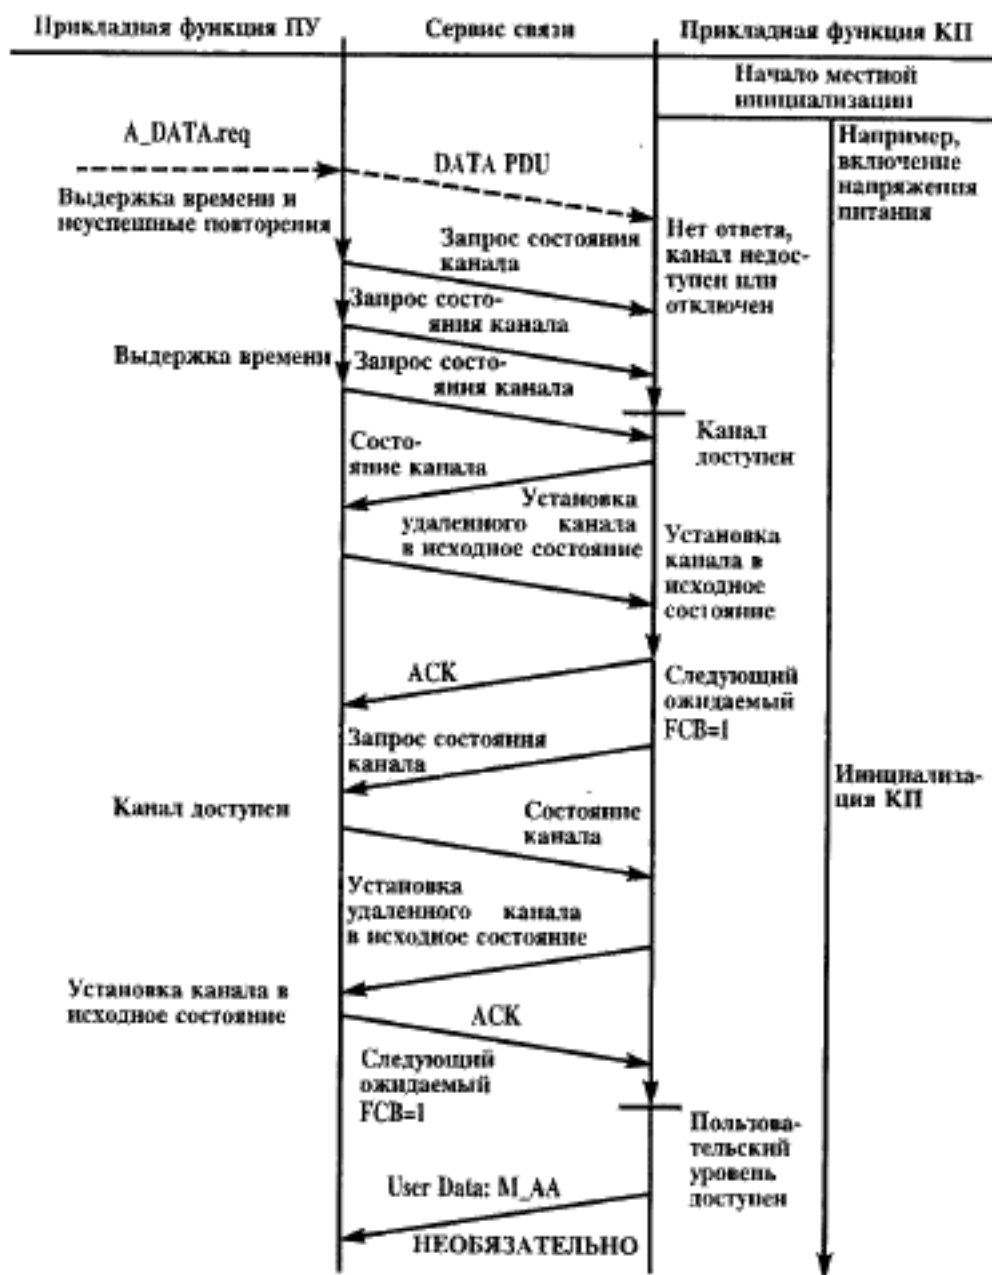 Прикладная функция ПУ
Сервис связи
Прикладная функция КП
Начало местной
инициализации
A_DATA.req
DATA PDU
Например,
включение
напряжения
питания
Выдержка времени и
неуспешные повторения
Запрос состояния
канала
Нет ответа,
канал недос-
тупен или
отключен
Запрос состо-
яния канала
Выдержка времени
Запрос состо-
яния канала
Канал
доступен
Состо-
яние канала
Установка
удаленного канала
в исходное состояние
Установка
канала в
исходное
состояние
ACK
Следующий
ожидаемый
FCB=1
Запрос состояния
канала
Инициализа-
ция КП
Канал доступен
Состояние
канала
Установка
удаленного канала
в исходное состояние
Установка канала в
исходное состояние
ACK
Следующий
ожидаемый
FCB=1
Пользова-
тельский
уровень
доступен
User Data: M_AA
НЕОБЯЗАТЕЛЬНО